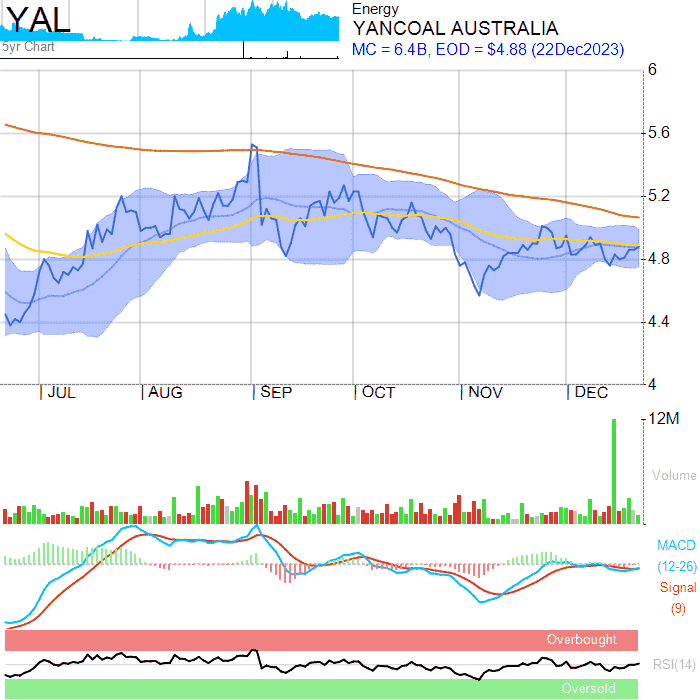 YAL
5yr Chart
Energy
YANCOAL AUSTRALIA
MC = 6.4B, EOD = $4.88 (22Dec2023)
6
5.6
5.2
4.8
4.4
4
JUL AUG SEP OCT NOV DEC
12M
Volume
MACD
(12-26)
Signal
(9)
Overbought
RSI(14)
Oversold